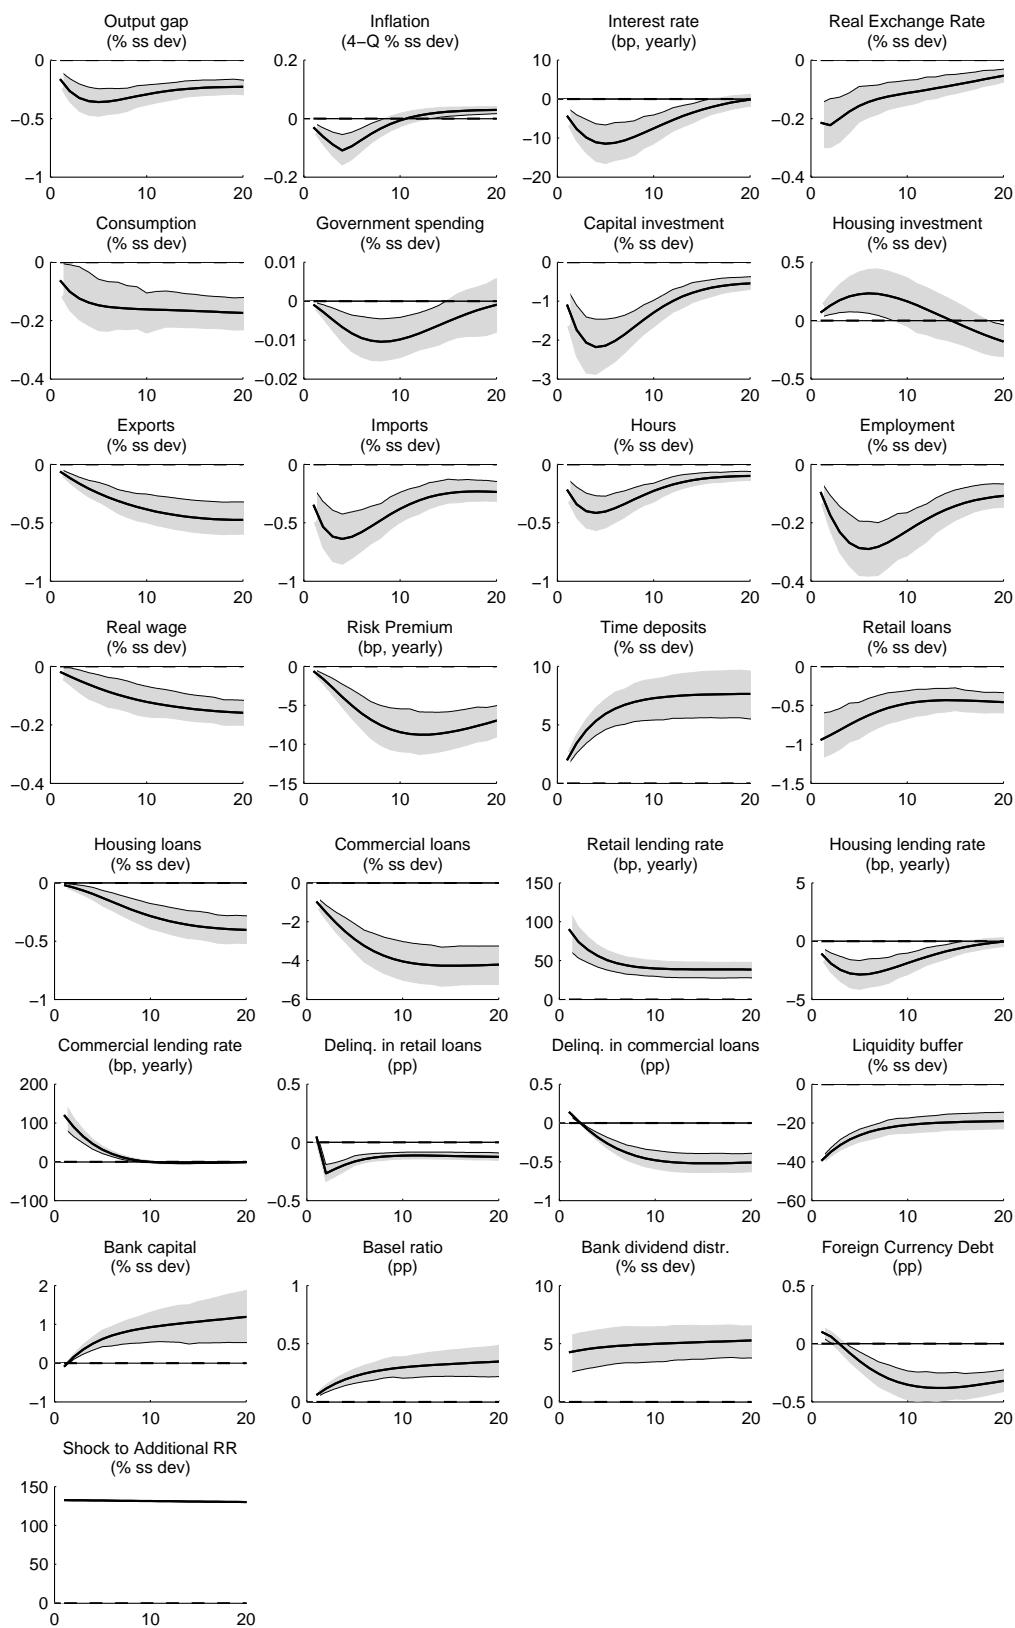 Output gap
(% ss dev)
0
−0.5
−1
0 10 20
Inflation
(4−Q % ss dev)
0.2
0
−0.2
0 10 20
Interest rate
(bp, yearly)
10
0
−10
−20
0 10 20
Real Exchange Rate
(% ss dev)
0
−0.2
−0.4
0 10 20
Consumption
(% ss dev)
0
−0.2
−0.4
0 10 20
Government spending
(% ss dev)
0.01
0
−0.01
−0.02
0 10 20
Capital investment
(% ss dev)
0
−1
−2
−3
0 10 20
Housing investment
(% ss dev)
0.5
0
−0.5
0 10 20
Exports
(% ss dev)
0
−0.5
−1
0 10 20
Imports
(% ss dev)
0
−0.5
−1
0 10 20
Hours
(% ss dev)
0
−0.5
−1
0 10 20
Employment
(% ss dev)
0
−0.2
−0.4
0 10 20
Real wage
(% ss dev)
0
−0.2
−0.4
0 10 20
Risk Premium
(bp, yearly)
0
−5
−10
−15
0 10 20
Time deposits
(% ss dev)
10
5
0
0 10 20
Retail loans
(% ss dev)
0
−0.5
−1
−1.5
0 10 20
Housing loans
(% ss dev)
0
−0.5
−1
0 10 20
Commercial loans
(% ss dev)
0
−2
−4
−6
0 10 20
Retail lending rate
(bp, yearly)
150
100
50
0
0 10 20
Housing lending rate
(bp, yearly)
5
0
−5
0 10 20
Commercial lending rate
(bp, yearly)
200
100
0
−100
0 10 20
Delinq. in retail loans
(pp)
0.5
0
−0.5
0 10 20
Delinq. in commercial loans
(pp)
0.5
0
−0.5
−1
0 10 20
Liquidity buffer
(% ss dev)
0
−20
−40
−60
0 10 20
Bank capital
(% ss dev)
2
1
0
−1
0 10 20
Basel ratio
(pp)
1
0.5
0
0 10 20
Bank dividend distr.
(% ss dev)
10
5
0
0 10 20
Foreign Currency Debt
(pp)
0.5
0
−0.5
0 10 20
Shock to Additional RR
(% ss dev)
150
100
50
0
0 10 20